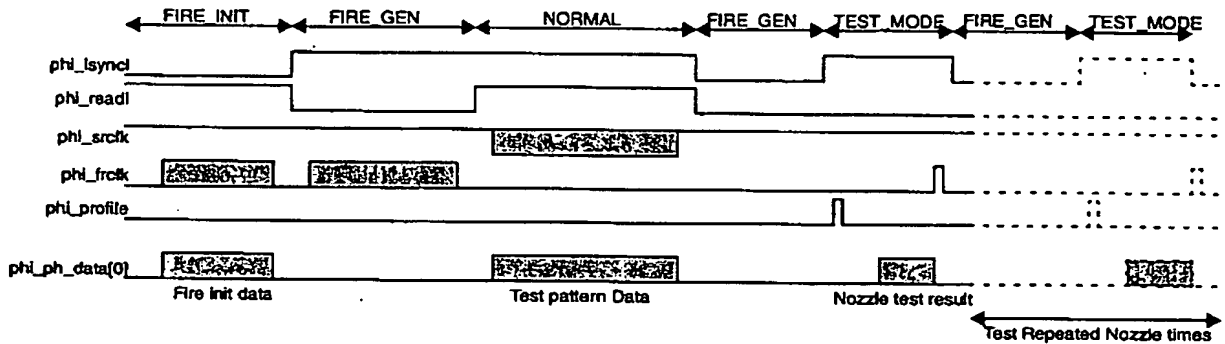 FIRE_INIT FIRE_GEN NORMAL FIRE_GEN TEST_MODE FIRE_GEN TEST_MODE
phi_lsyncl
phi_readl
phi_srclk
phi_frclk
phi_profile
phi_ph_data[0]
Fire init data Test pattern Data Nozzle test result
Test Repeated Nozzle times